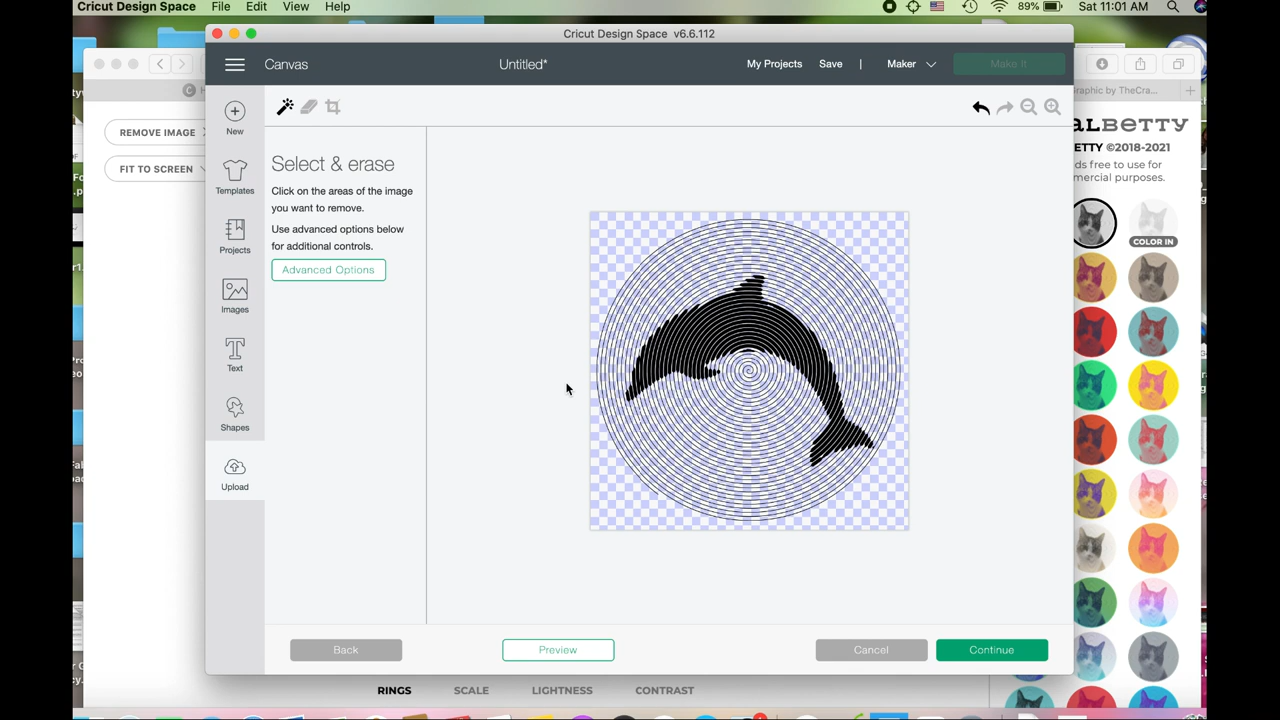 Cricut Design Space File Edit View Help
89% Sat 11:01 AM
Cricut Design Space v6.6.112
Canvas
Untitled*
My Projects Save | Maker Make It
New
Templates
Projects
Images
Text
Shapes
Upload
Select & erase
Click on the areas of the image
you want to remove.
Use advanced options below
for additional controls.
Advanced Options
Back
Preview
Cancel
Continue
REMOVE IMAGE
FIT TO SCREEN
RINGS SCALE LIGHTNESS CONTRAST
raphic by TheCra...
ALBETTY
ETTY ©2018-2021
ds free to use for
mercial purposes.
COLOR IN